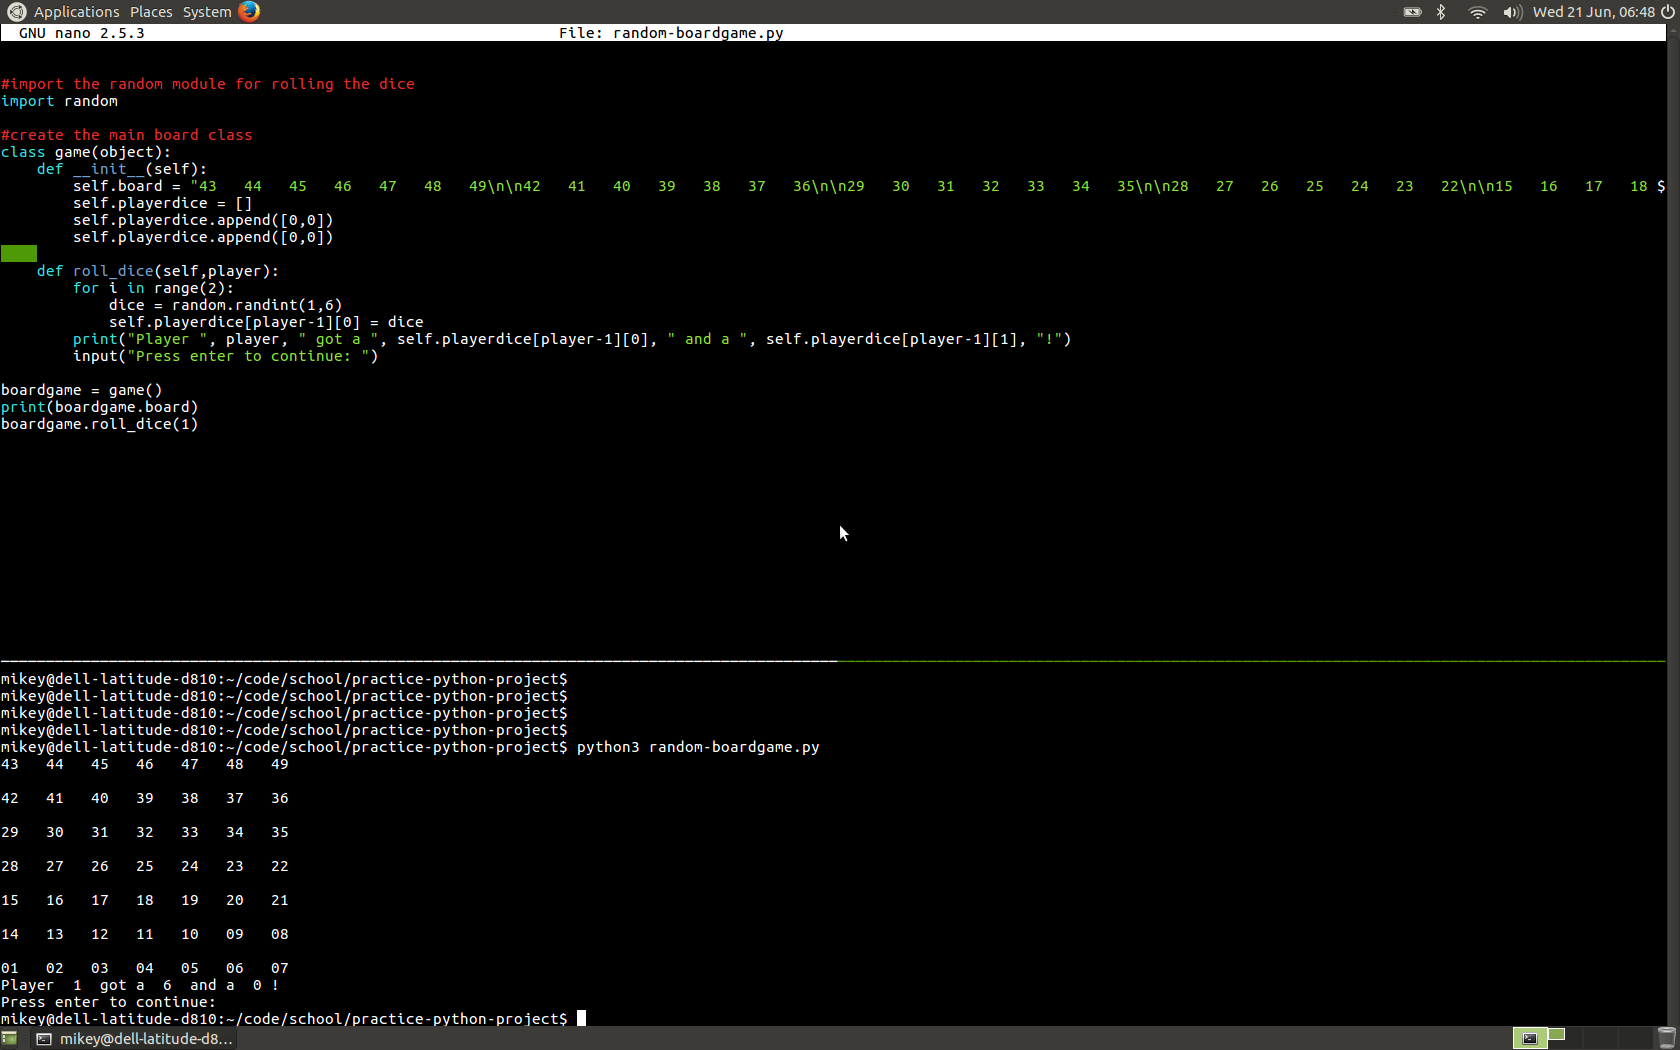 Applications Places System Wed 21 Jun, 06:48
GNU nano 2.5.3 File: random-boardgame.py
#import the random module for rolling the dice
import random
#create the main board class
class game(object):
    def __init__(self):
        self.board = "43   44   45   46   47   48   49\n\n42   41   40   39   38   37   36\n\n29   30   31   32   33   34   35\n\n28   27   26   25   24   23   22\n\n15   16   17   18 $
        self.playerdice = []
        self.playerdice.append([0,0])
        self.playerdice.append([0,0])
    def roll_dice(self,player):
        for i in range(2):
            dice = random.randint(1,6)
            self.playerdice[player-1][0] = dice
        print("Player ", player, " got a ", self.playerdice[player-1][0], " and a ", self.playerdice[player-1][1], "!")
        input("Press enter to continue: ")
boardgame = game()
print(boardgame.board)
boardgame.roll_dice(1)
mikey@dell-latitude-d810:~/code/school/practice-python-project$
mikey@dell-latitude-d810:~/code/school/practice-python-project$
mikey@dell-latitude-d810:~/code/school/practice-python-project$
mikey@dell-latitude-d810:~/code/school/practice-python-project$
mikey@dell-latitude-d810:~/code/school/practice-python-project$ python3 random-boardgame.py
43   44   45   46   47   48   49
42   41   40   39   38   37   36
29   30   31   32   33   34   35
28   27   26   25   24   23   22
15   16   17   18   19   20   21
14   13   12   11   10   09   08
01   02   03   04   05   06   07
Player  1  got a  6  and a  0 !
Press enter to continue:
mikey@dell-latitude-d810:~/code/school/practice-python-project$
mikey@dell-latitude-d8...